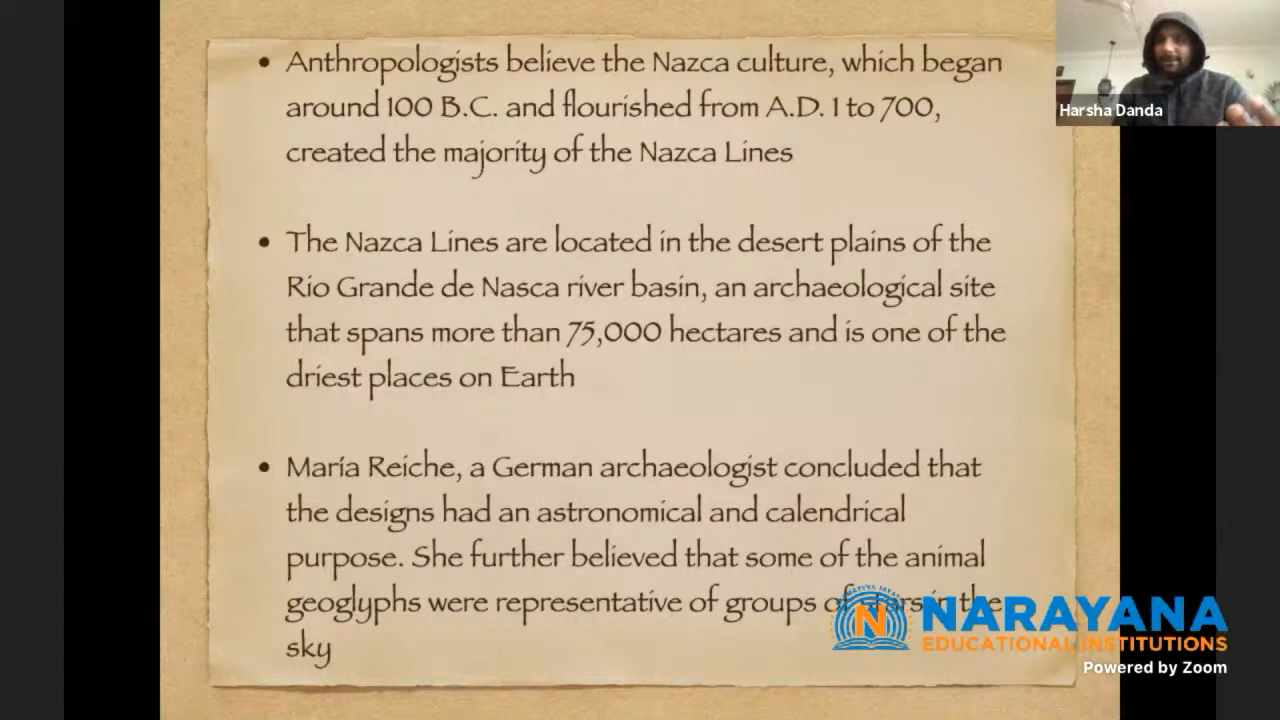 • Anthropologists believe the Nazca culture, which began
around 100 B.C. and flourished from A.D. 1 to 700,
created the majority of the Nazca Lines
• The Nazca Lines are located in the desert plains of the
Rio Grande de Nasca river basin, an archaeological site
that spans more than 75,000 hectares and is one of the
driest places on Earth
• María Reiche, a German archaeologist concluded that
the designs had an astronomical and calendrical
purpose. She further believed that some of the animal
geoglyphs were representative of groups of stars in the
sky
Harsha Danda
N
NARAYANA
EDUCATIONAL INSTITUTIONS
Powered by Zoom